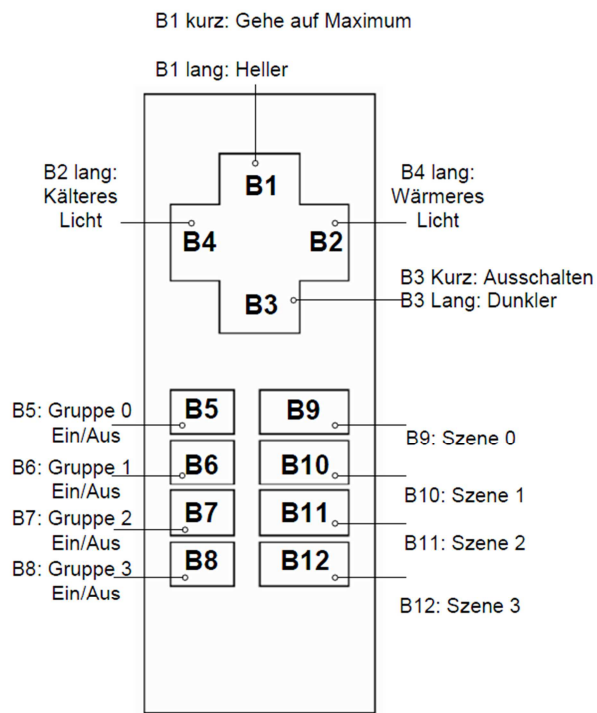 B1 kurz: Gehe auf Maximum
B1 lang: Heller
B2 lang:
Kälteres
Licht
B4 lang:
Wärmeres
Licht
B1
B4
B2
B3
B3 Kurz: Ausschalten
B3 Lang: Dunkler
B5: Gruppe 0
Ein/Aus
B6: Gruppe 1
Ein/Aus
B7: Gruppe 2
Ein/Aus
B8: Gruppe 3
Ein/Aus
B5
B9
B6
B10
B7
B11
B8
B12
B9: Szene 0
B10: Szene 1
B11: Szene 2
B12: Szene 3